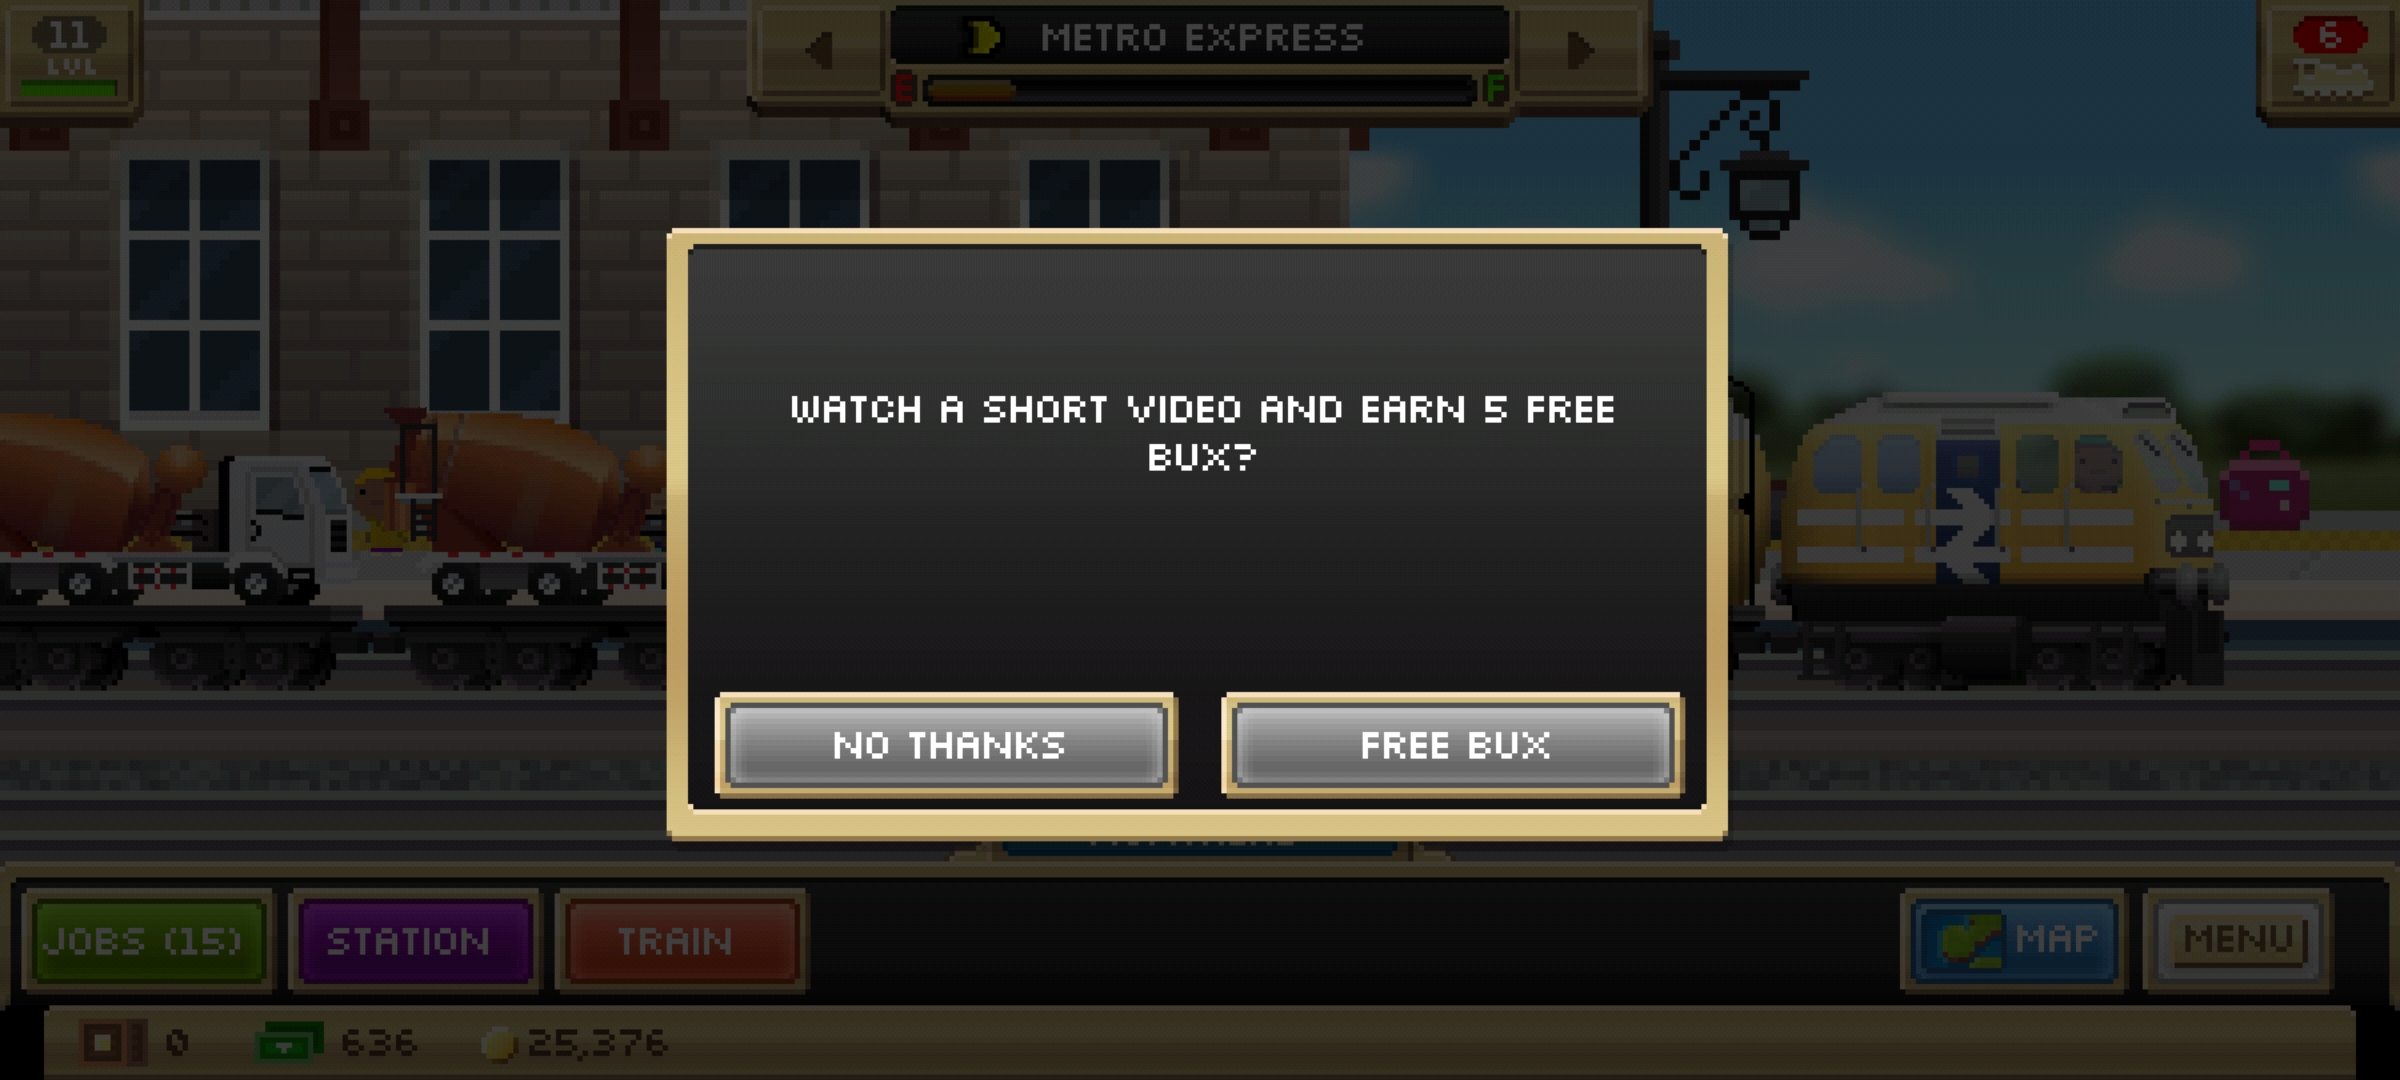 11
LVL
METRO EXPRESS
E F
6
WATCH A SHORT VIDEO AND EARN 5 FREE
BUX?
NO THANKS FREE BUX
JOBS (15) STATION TRAIN MAP MENU
0 636 25,376